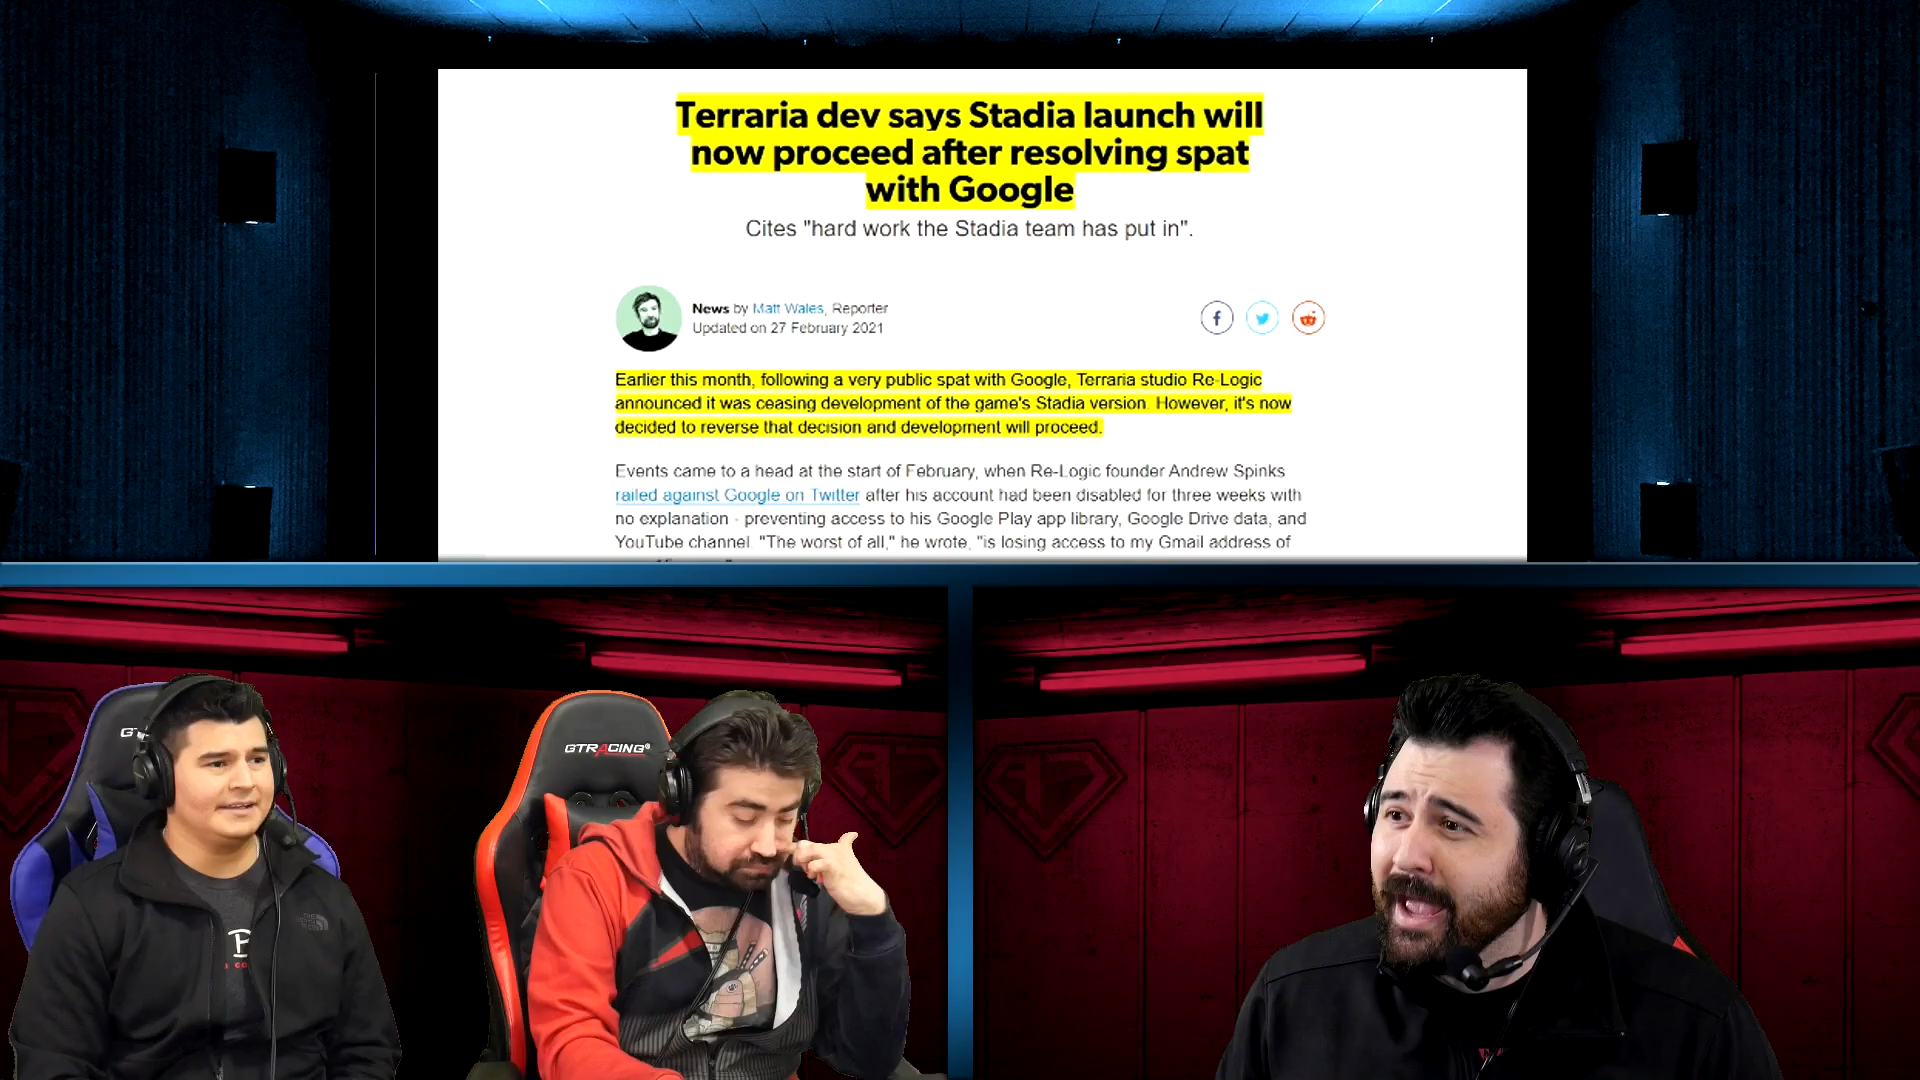 Terraria dev says Stadia launch will
now proceed after resolving spat
with Google
Cites "hard work the Stadia team has put in".
News by Matt Wales, Reporter
Updated on 27 February 2021
Earlier this month, following a very public spat with Google, Terraria studio Re-Logic
announced it was ceasing development of the game's Stadia version. However, it's now
decided to reverse that decision and development will proceed.
Events came to a head at the start of February, when Re-Logic founder Andrew Spinks
railed against Google on Twitter after his account had been disabled for three weeks with
no explanation - preventing access to his Google Play app library, Google Drive data, and
YouTube channel. "The worst of all," he wrote, "is losing access to my Gmail address of
GTRACING
THE
NORTH
FACE